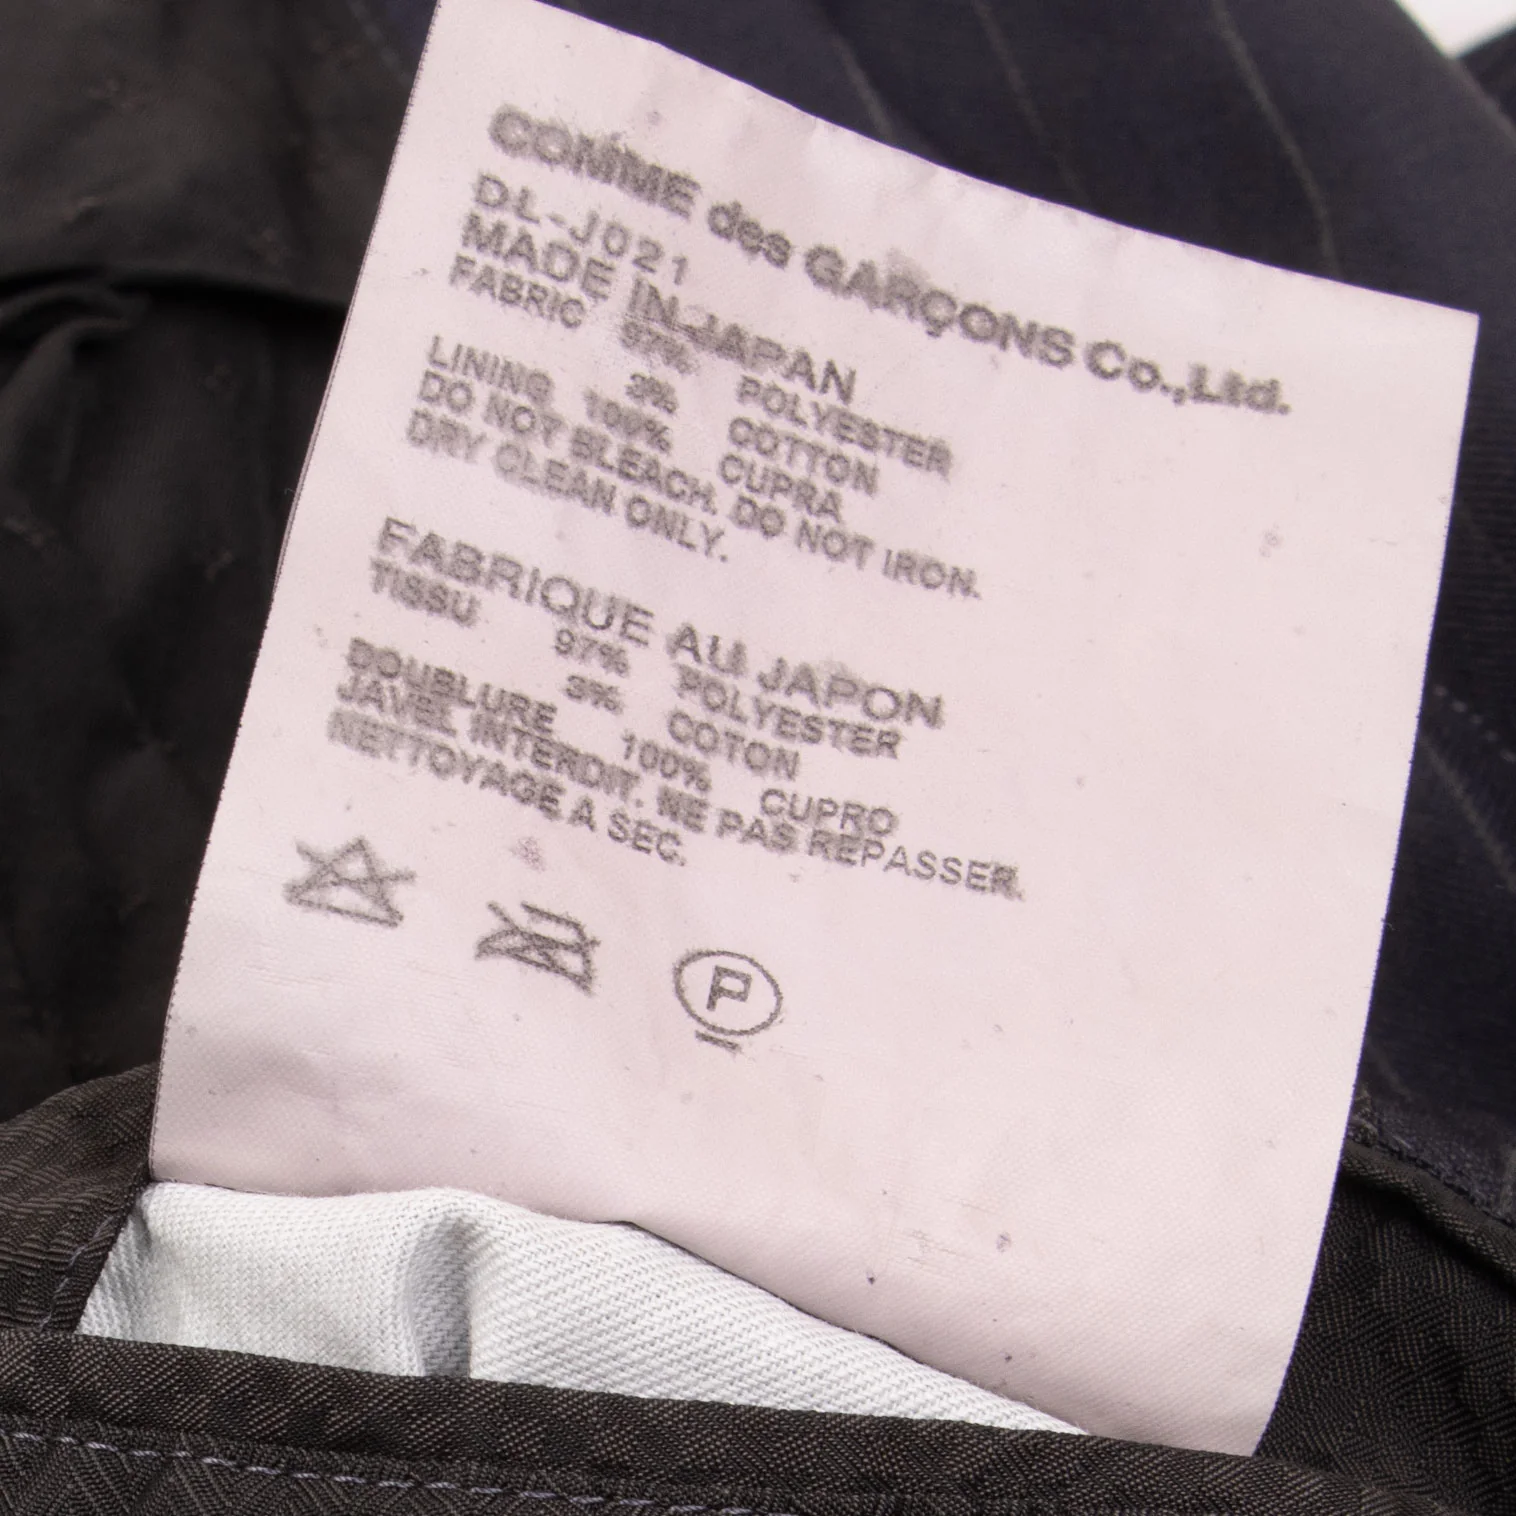 COMME des GARÇONS Co.,Ltd.
DL-J021
MADE IN JAPAN
FABRIC 97% POLYESTER
3% COTTON
LINING 100% CUPRA
DO NOT BLEACH. DO NOT IRON.
DRY CLEAN ONLY.
FABRIQUE AU JAPON
TISSU 97% POLYESTER
3% COTON
DOUBLURE 100% CUPRO
JAVEL INTERDIT. NE PAS REPASSER.
NETTOYAGE A SEC.
P